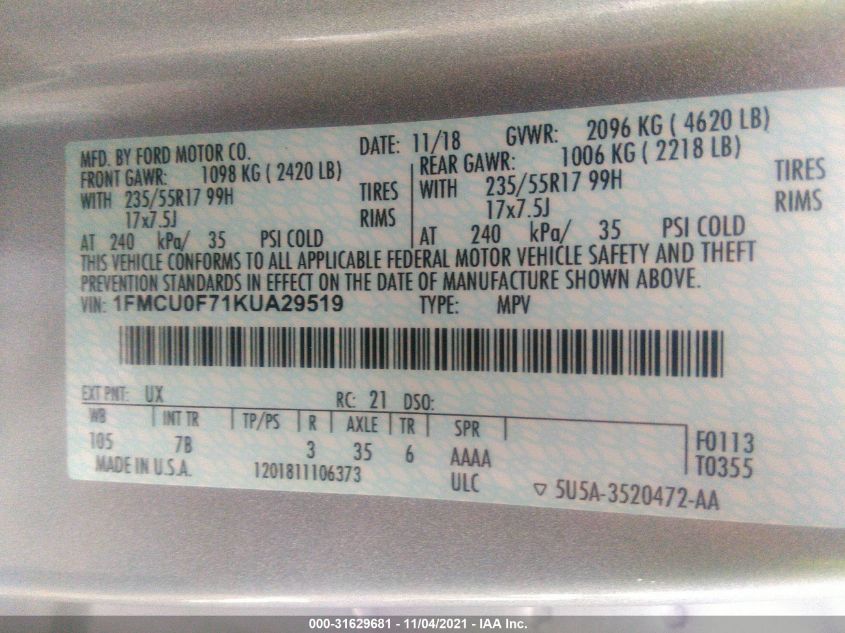 MFD. BY FORD MOTOR CO. DATE: 11/18 GVWR: 2096 KG ( 4620 LB)
FRONT GAWR: 1098 KG ( 2420 LB) REAR GAWR: 1006 KG ( 2218 LB)
WITH 235/55R17 99H TIRES WITH 235/55R17 99H TIRES
17x7.5J RIMS 17x7.5J RIMS
AT 240 kPa/ 35 PSI COLD AT 240 kPa/ 35 PSI COLD
THIS VEHICLE CONFORMS TO ALL APPLICABLE FEDERAL MOTOR VEHICLE SAFETY AND THEFT
PREVENTION STANDARDS IN EFFECT ON THE DATE OF MANUFACTURE SHOWN ABOVE.
VIN: 1FMCU0F71KUA29519 TYPE: MPV
EXT PNT: UX RC: 21 DSO:
WB INT TR TP/PS R AXLE TR SPR
105 7B 3 35 6 AAAA F0113
MADE IN U.S.A. 1201811106373 ULC T0355
▽ 5U5A-3520472-AA
000-31629681 - 11/04/2021 - IAA Inc.